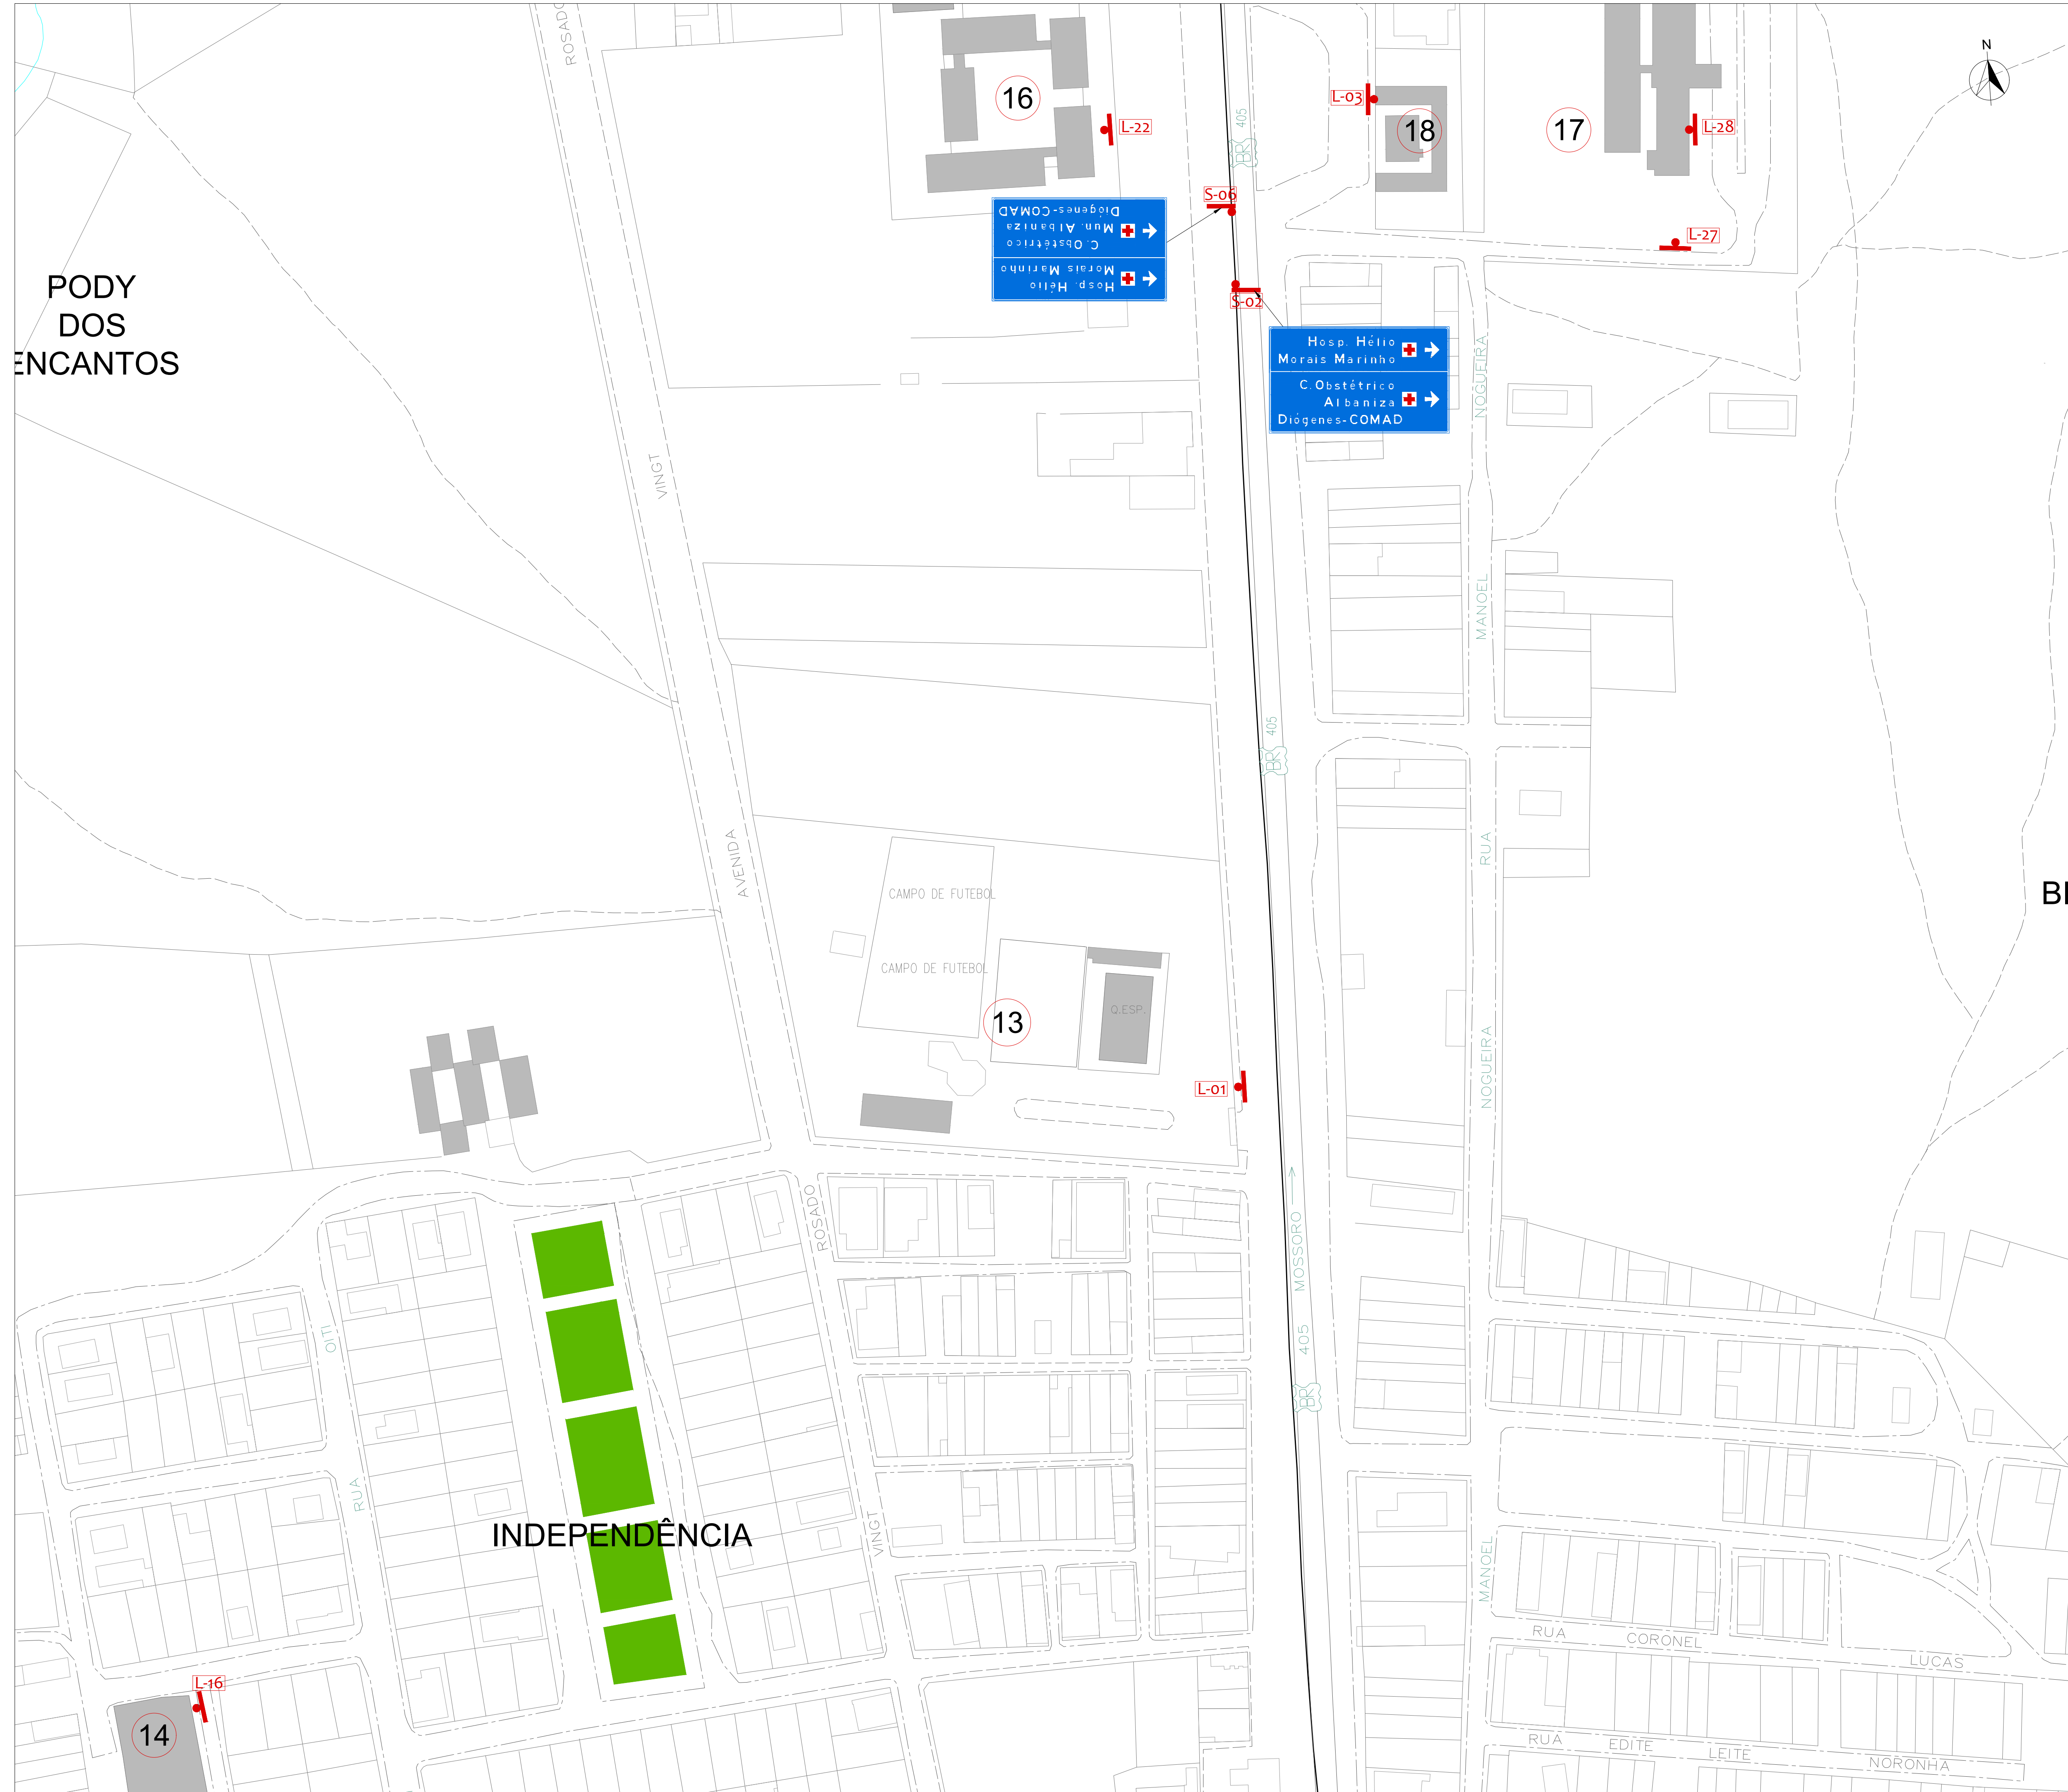 ROSADO
405
BR
N
16
L-22
L-03
18
17
L-28
S-06
L-27
Hosp. Hélio
Morais Marinho
C. Obstétrico
Mun. Albaniza
Diógenes-COMAD
S-02
Hosp. Hélio
Morais Marinho
C. Obstétrico
Albaniza
Diógenes-COMAD
PODY
DOS
ENCANTOS
NOGUEIRA
VINGT
MANOEL
405
BR
AVENIDA
RUA
CAMPO DE FUTEBOL
CAMPO DE FUTEBOL
Q.ESP.
13
L-01
NOGUEIRA
ROSADO
MOSSORO
405
BR
OITI
RUA
INDEPENDÊNCIA
VINGT
MANOEL
RUA CORONEL LUCAS
L-16
14
RUA EDITE LEITE NORONHA